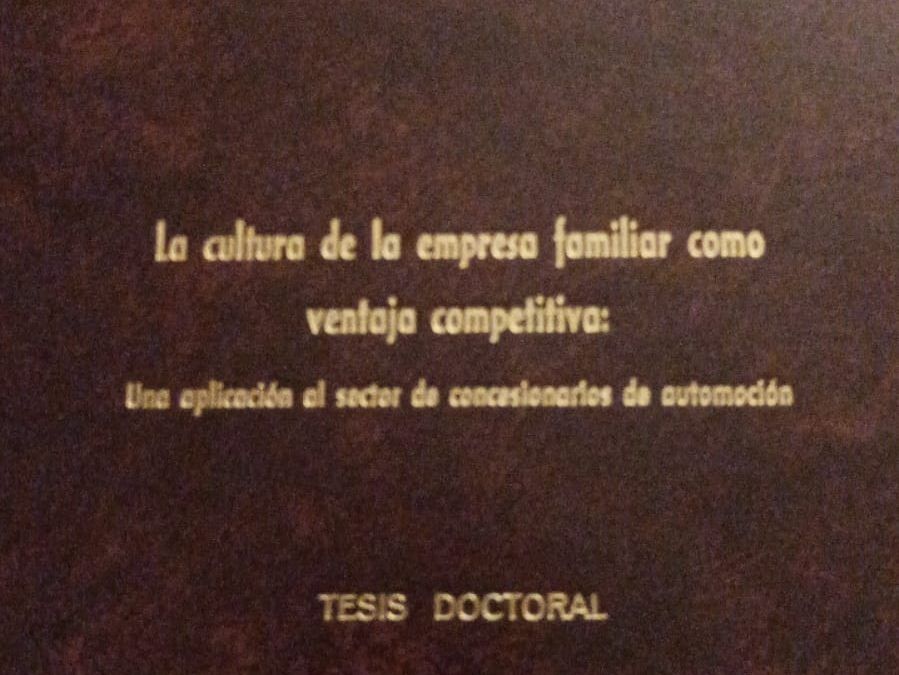 La cultura de la empresa familiar como
ventaja competitiva:
Una aplicación al sector de concesionarios de automoción
TESIS DOCTORAL